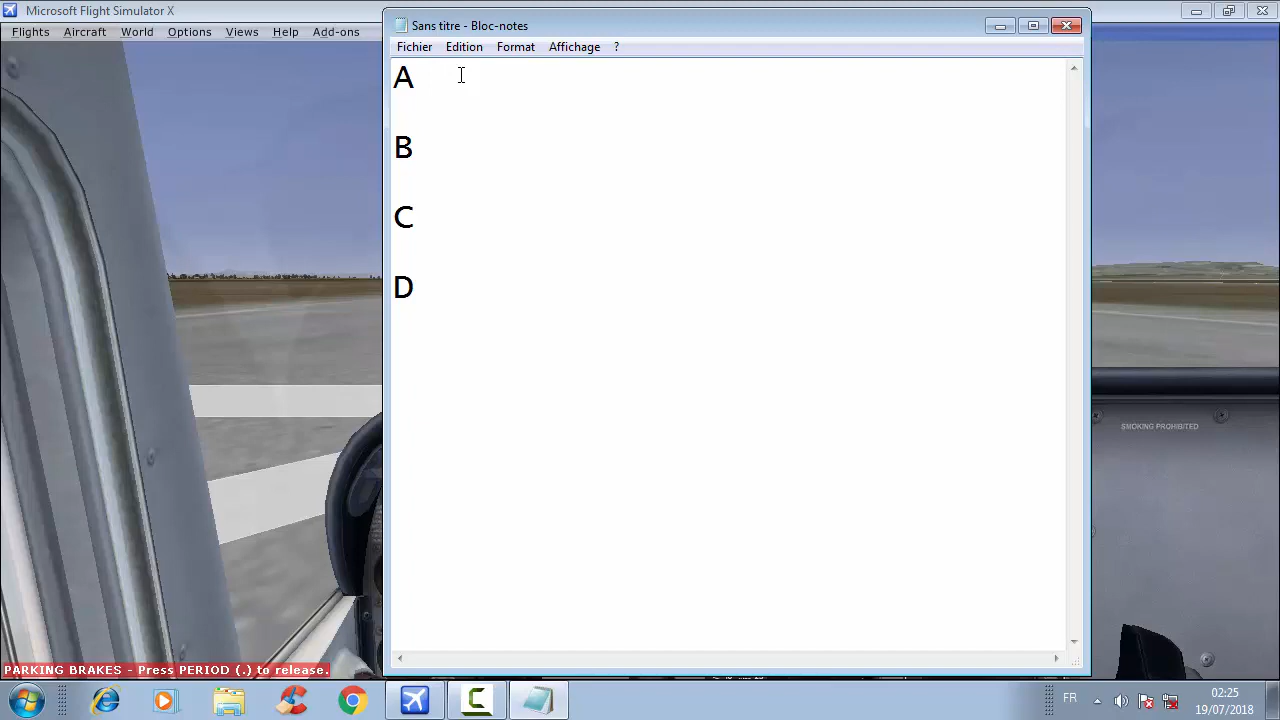 Microsoft Flight Simulator X
Flights Aircraft World Options Views Help Add-on
Sans titre - Bloc-notes
Fichier Edition Format Affichage ?
A
B
C
D
SMOKING PROHIBITED
PARKING BRAKES - Press PERIOD (.) to release.
FR
02:25
19/07/2018